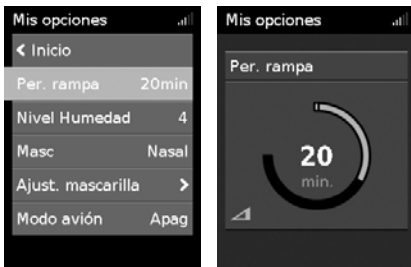 Mis opciones
Inicio
Per. rampa 20min
Nivel Humedad 4
Masc Nasal
Ajust. mascarilla
Modo avión Apag
Mis opciones
Per. rampa
20
min.